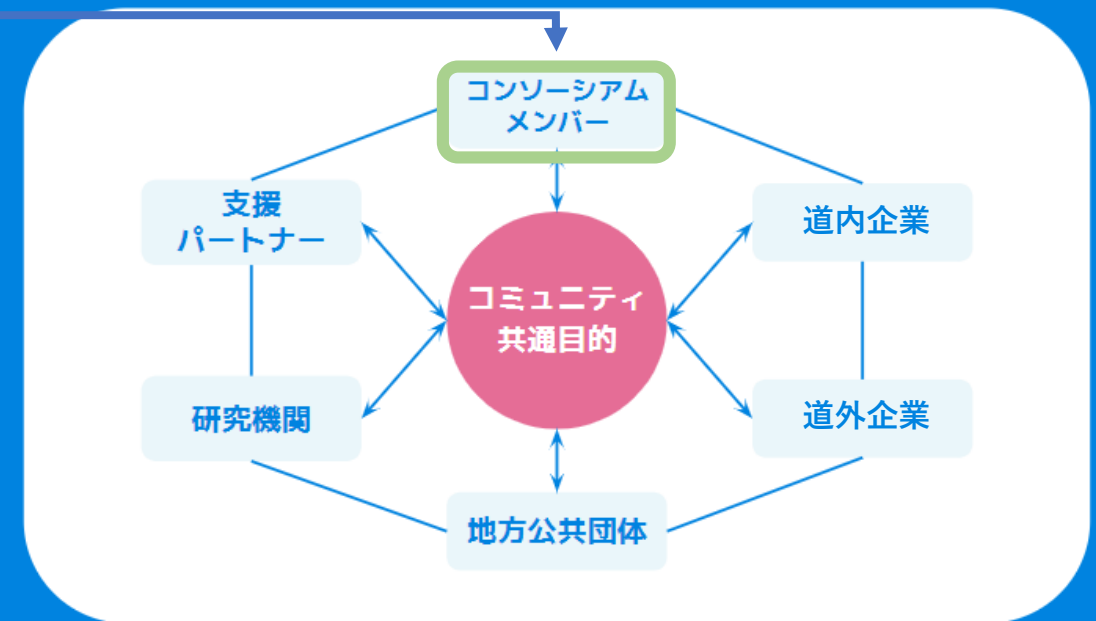 コンソーシアム
メンバー
支援
パートナー
道内企業
コミュニティ
共通目的
研究機関
道外企業
地方公共団体